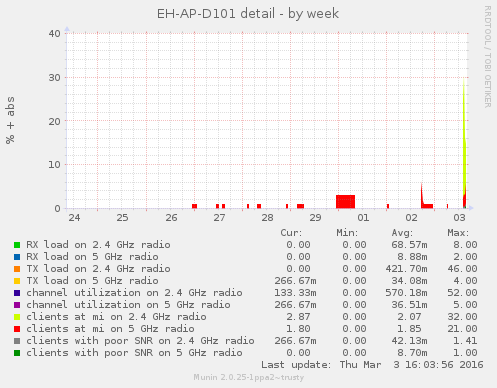 EH-AP-D101 detail - by week
RRDTOOL / TOBI OETIKER
% + abs
40
30
20
10
0
24 25 26 27 28 29 01 02 03
Cur: Min: Avg: Max:
RX load on 2.4 GHz radio 0.00 0.00 68.57m 8.00
RX load on 5 GHz radio 0.00 0.00 8.88m 2.00
TX load on 2.4 GHz radio 0.00 0.00 421.70m 46.00
TX load on 5 GHz radio 266.67m 0.00 34.08m 4.00
channel utilization on 2.4 GHz radio 133.33m 0.00 570.18m 52.00
channel utilization on 5 GHz radio 266.67m 0.00 36.51m 5.00
clients at mi on 2.4 GHz radio 2.87 0.00 2.07 32.00
clients at mi on 5 GHz radio 1.80 0.00 1.85 21.00
clients with poor SNR on 2.4 GHz radio 266.67m 0.00 42.13m 1.41
clients with poor SNR on 5 GHz radio 0.00 0.00 8.70m 1.00
Last update: Thu Mar 3 16:03:56 2016
Munin 2.0.25-1ppa2~trusty